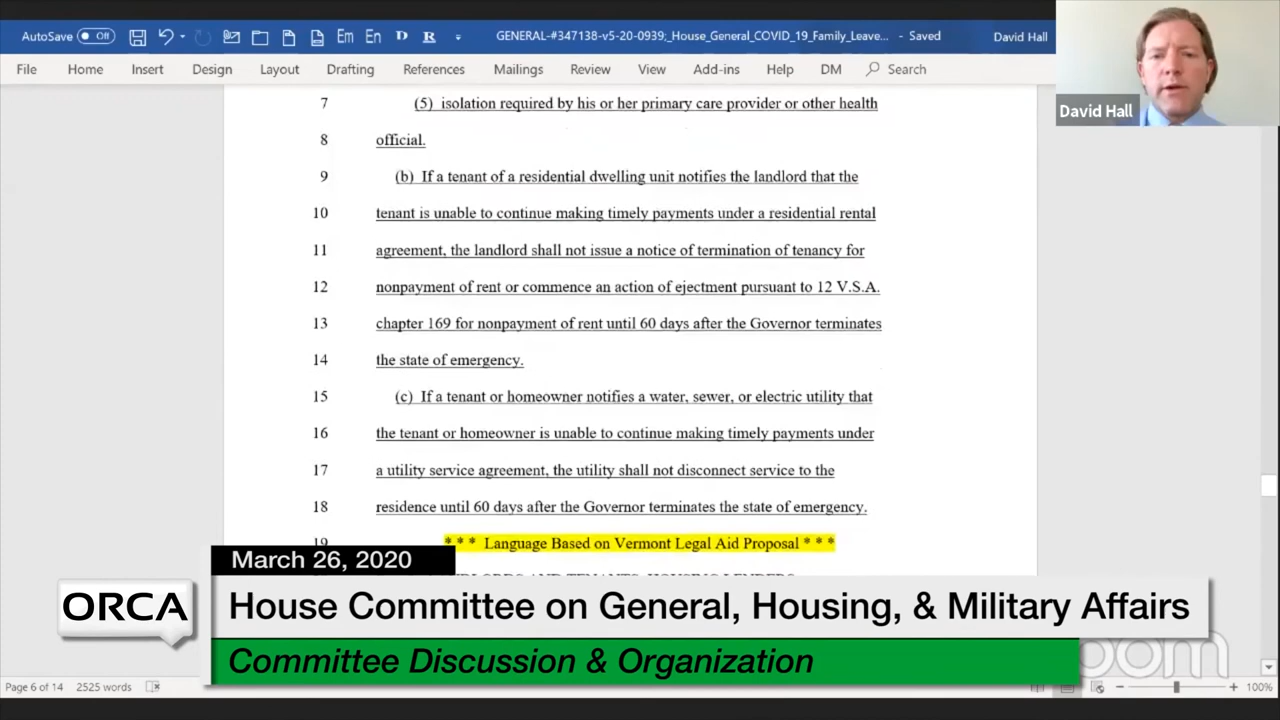 AutoSave Off
Em En D R
GENERAL-#347138-v5-20-0939:_House_General_COVID_19_Family_Leave... - Saved
David Hall
File Home Insert Design Layout Drafting References Mailings Review View Add-ins Help DM Search
David Hall
7 (5) isolation required by his or her primary care provider or other health
8 official.
9 (b) If a tenant of a residential dwelling unit notifies the landlord that the
10 tenant is unable to continue making timely payments under a residential rental
11 agreement, the landlord shall not issue a notice of termination of tenancy for
12 nonpayment of rent or commence an action of ejectment pursuant to 12 V.S.A.
13 chapter 169 for nonpayment of rent until 60 days after the Governor terminates
14 the state of emergency.
15 (c) If a tenant or homeowner notifies a water, sewer, or electric utility that
16 the tenant or homeowner is unable to continue making timely payments under
17 a utility service agreement, the utility shall not disconnect service to the
18 residence until 60 days after the Governor terminates the state of emergency.
19 * * * Language Based on Vermont Legal Aid Proposal * * *
March 26, 2020
ORCA
House Committee on General, Housing, & Military Affairs
Committee Discussion & Organization
Page 6 of 14 2525 words
100%